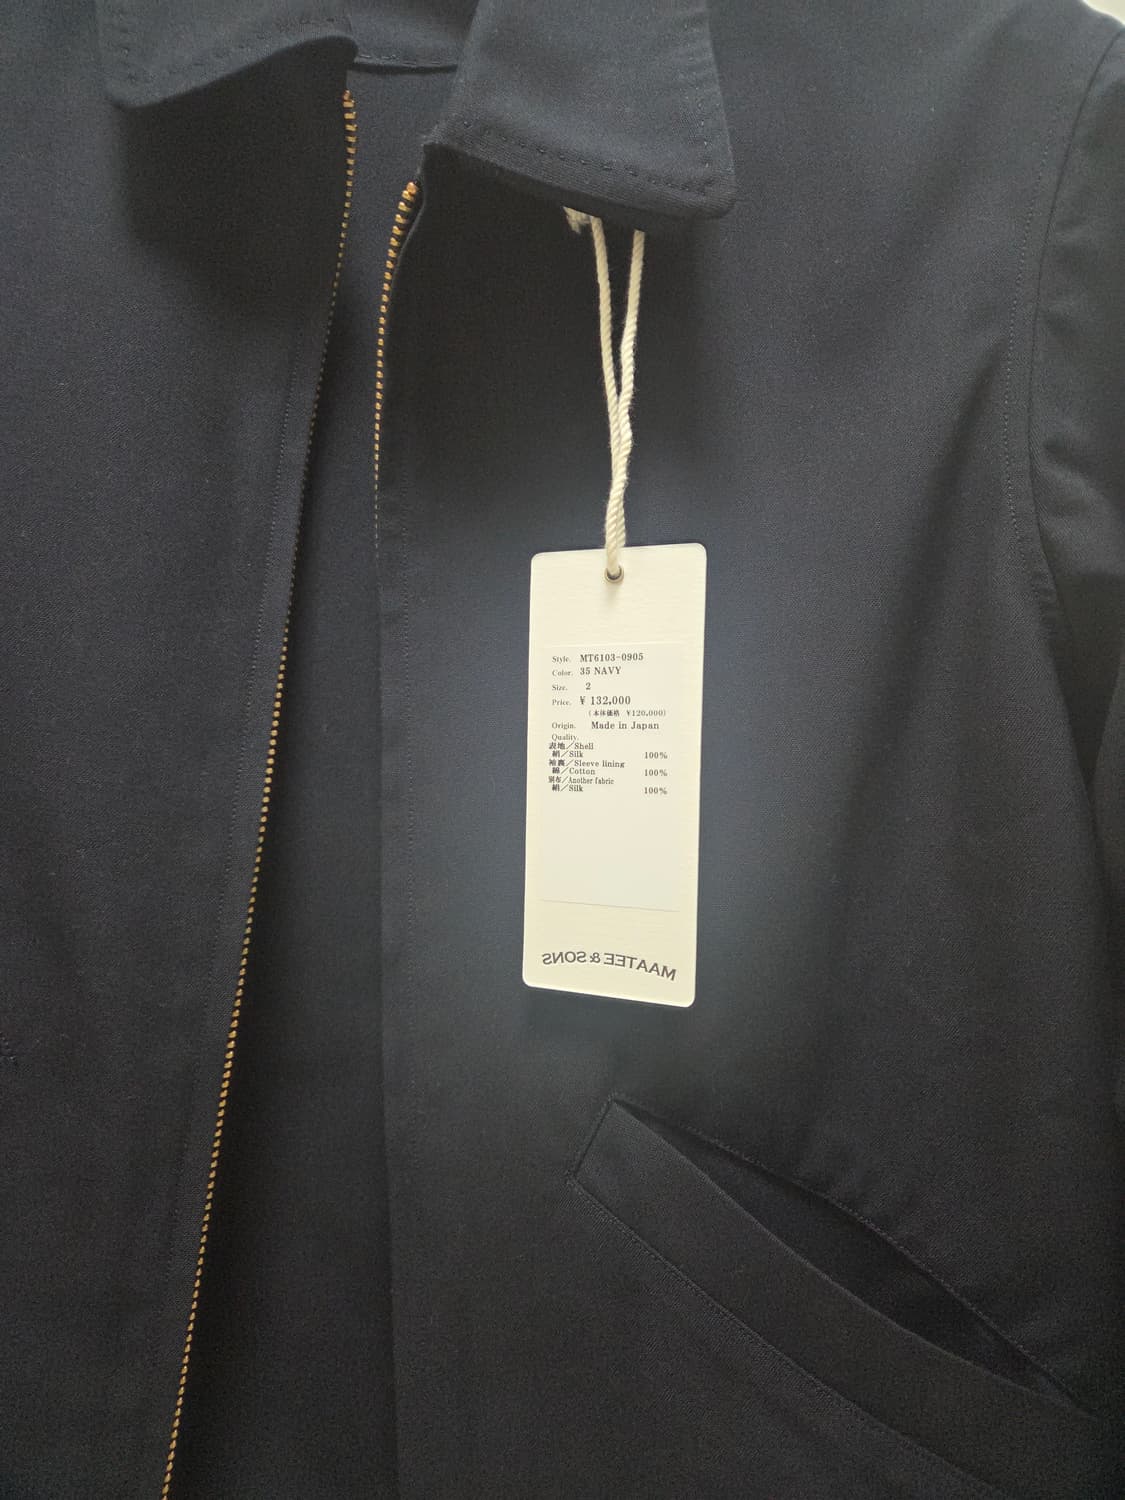 Style. MT6103-0905
Color. 35 NAVY
Size. 2
Price. ¥ 132,000
(本体価格 ¥120,000)
Origin. Made in Japan
Quality.
表地／Shell
絹／Silk 100%
袖裏／Sleeve lining
綿／Cotton 100%
別布／Another fabric
絹／Silk 100%
MAATEE & SONS